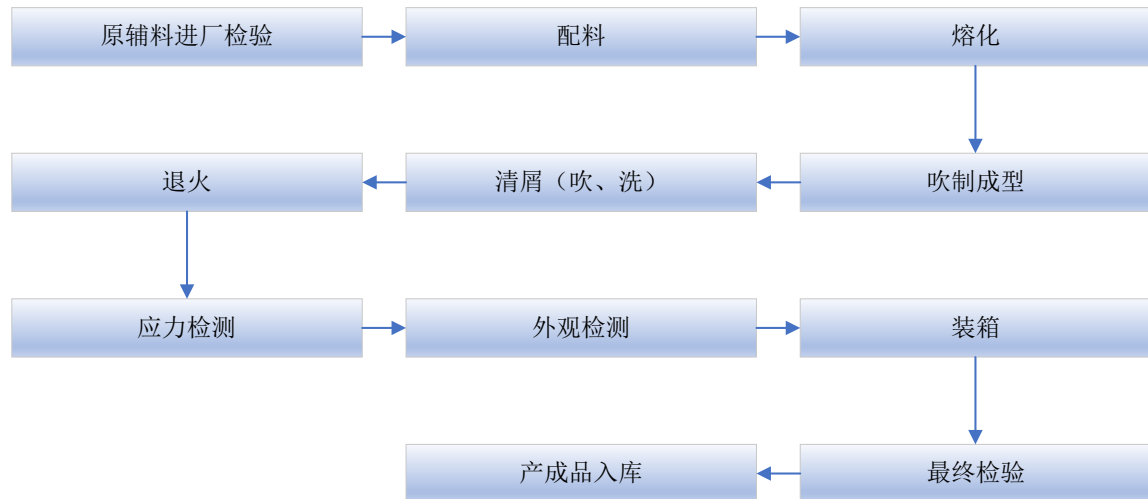 原辅料进厂检验
配料
熔化
吹制成型
清屑（吹、洗）
退火
应力检测
外观检测
装箱
最终检验
产成品入库